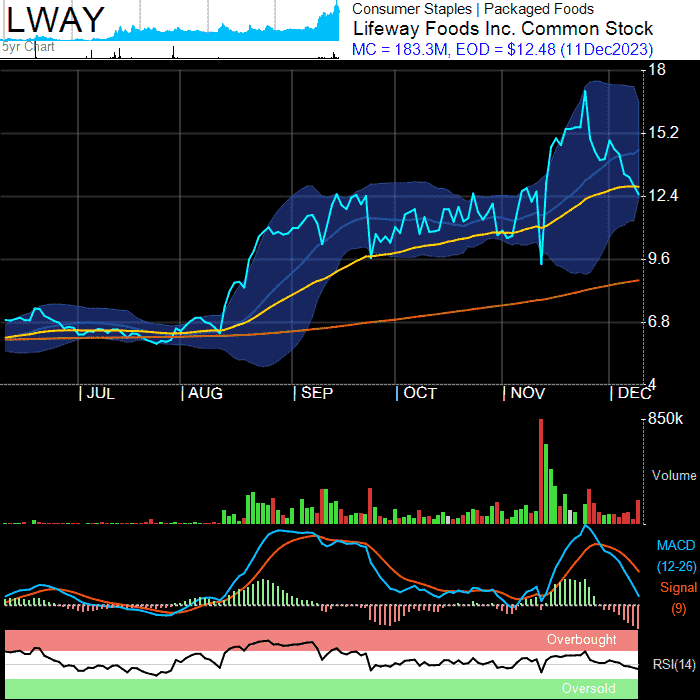 LWAY
5yr Chart
Consumer Staples | Packaged Foods
Lifeway Foods Inc. Common Stock
MC = 183.3M, EOD = $12.48 (11Dec2023)
18
15.2
12.4
9.6
6.8
4
JUL AUG SEP OCT NOV DEC
850k
Volume
MACD
(12-26)
Signal
(9)
Overbought
RSI(14)
Oversold